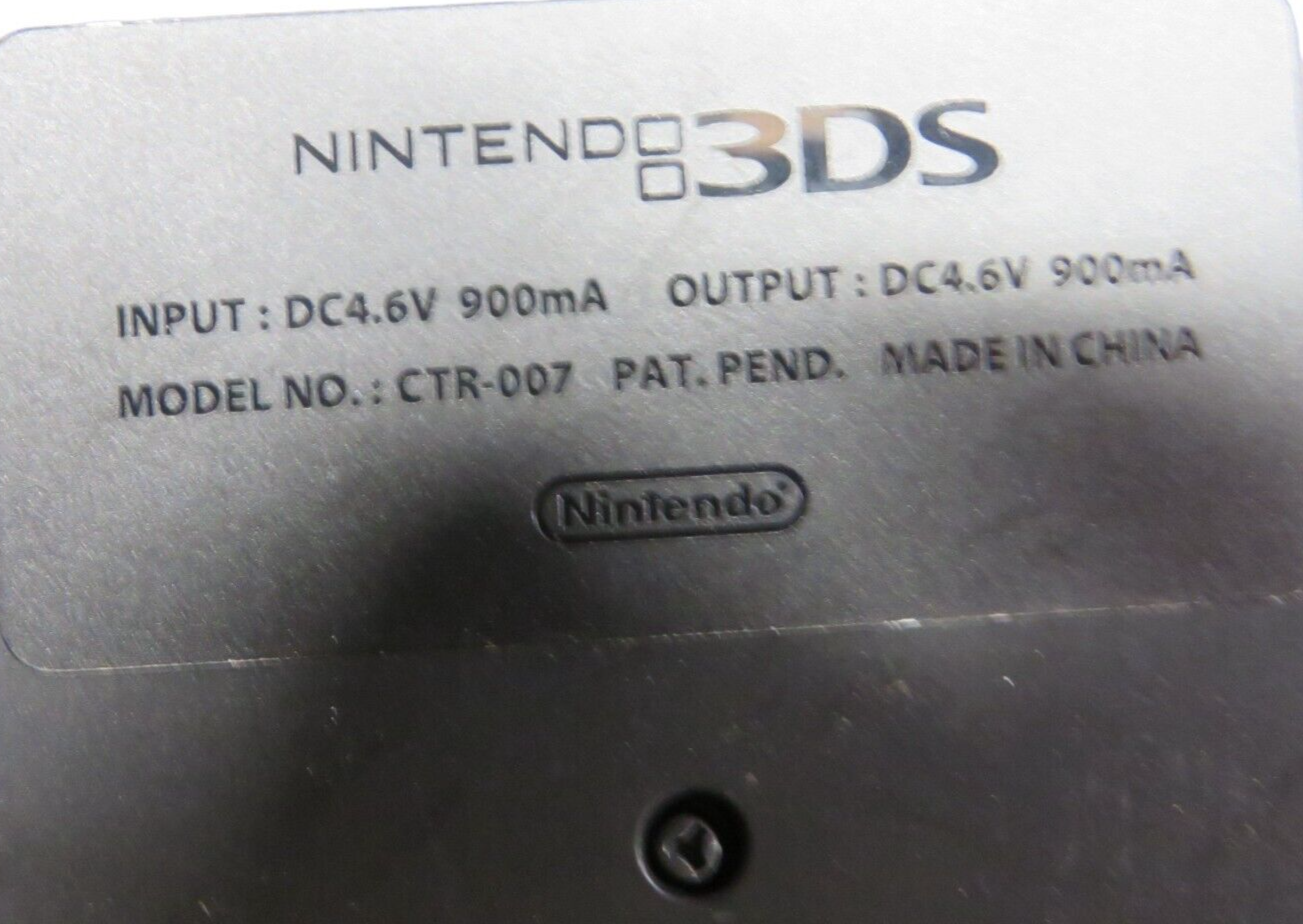 NINTENDO 3DS
INPUT : DC4.6V 900mA OUTPUT : DC4.6V 900mA
MODEL NO. : CTR-007 PAT. PEND. MADE IN CHINA
Nintendo®